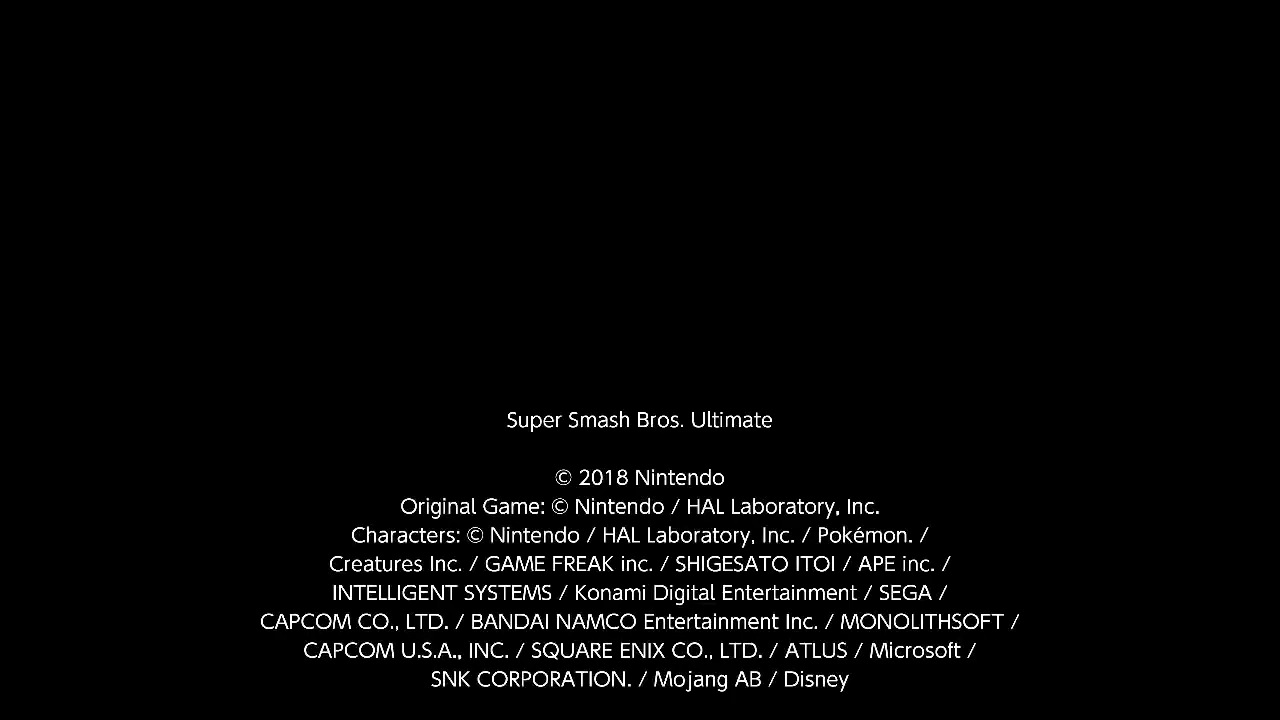 Super Smash Bros. Ultimate
© 2018 Nintendo
Original Game: © Nintendo / HAL Laboratory, Inc.
Characters: © Nintendo / HAL Laboratory, Inc. / Pokémon. /
Creatures Inc. / GAME FREAK inc. / SHIGESATO ITOI / APE inc. /
INTELLIGENT SYSTEMS / Konami Digital Entertainment / SEGA /
CAPCOM CO., LTD. / BANDAI NAMCO Entertainment Inc. / MONOLITHSOFT /
CAPCOM U.S.A., INC. / SQUARE ENIX CO., LTD. / ATLUS / Microsoft /
SNK CORPORATION. / Mojang AB / Disney